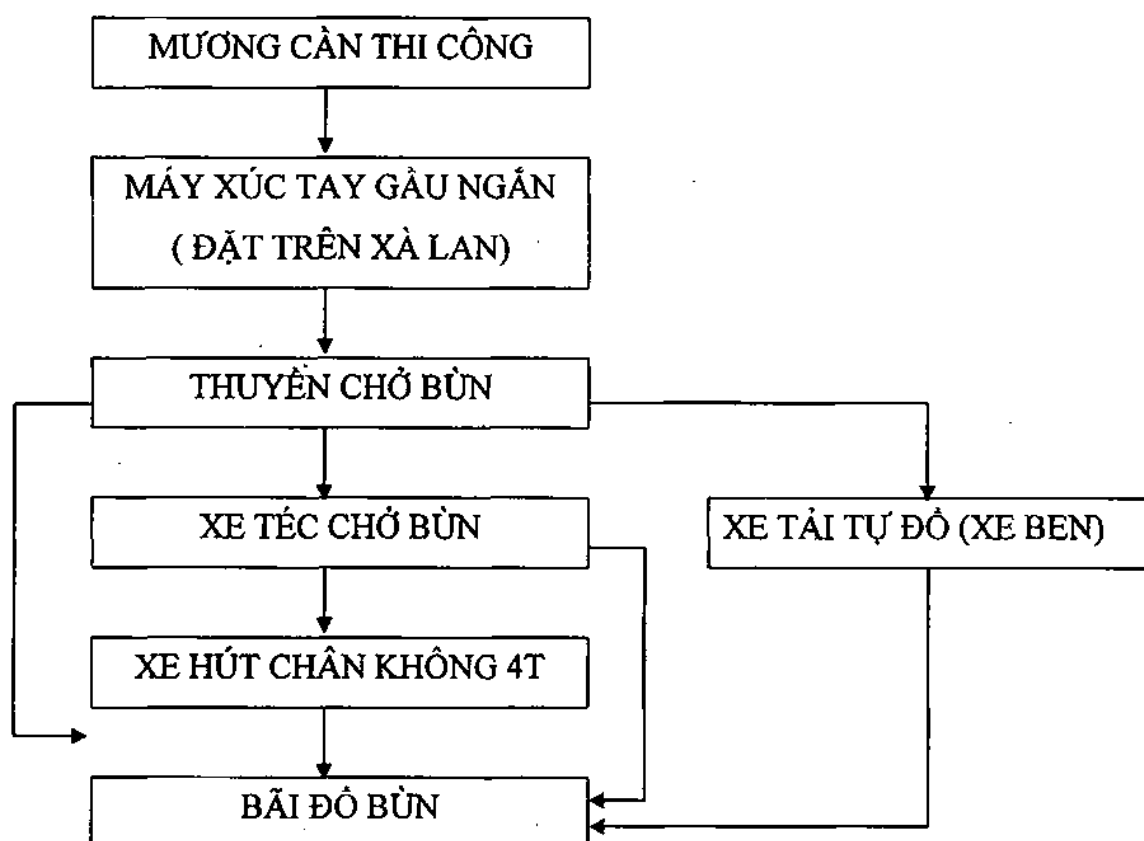 MƯƠNG CẦN THI CÔNG
MÁY XÚC TAY GẦU NGẮN
( ĐẶT TRÊN XÀ LAN)
THUYỀN CHỞ BÙN
XE TÉC CHỞ BÙN
XE TẢI TỰ ĐỔ (XE BEN)
XE HÚT CHÂN KHÔNG 4T
BÃI ĐỔ BÙN